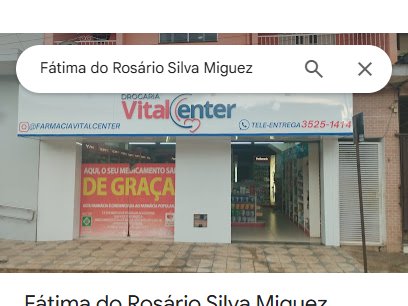 Fátima do Rosário Silva Miguez
DROGARIA
VitalCenter
@FARMACIAVITALCENTER
TELE-ENTREGA 3525-1414
AQUI, O SEU MEDICAMENTO SAI
DE GRAÇA
Fátima do Rosário Silva Miguez